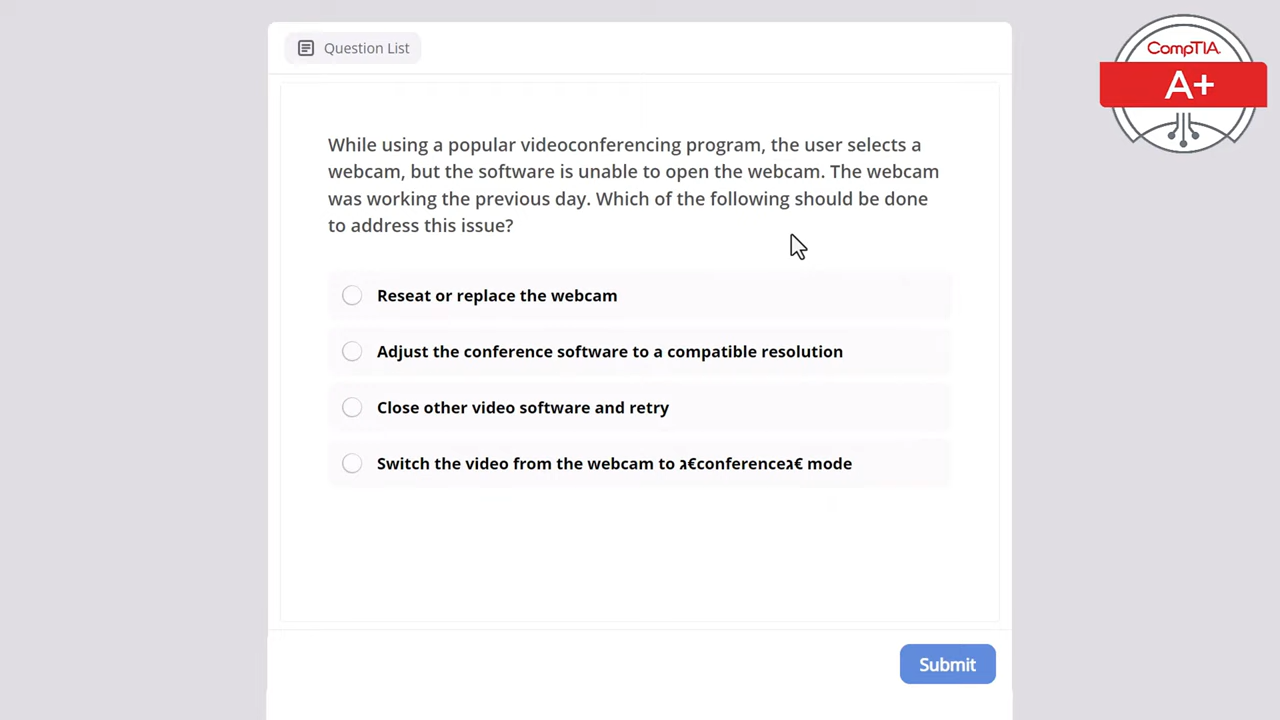 Question List
CompTIA.
A+
While using a popular videoconferencing program, the user selects a
webcam, but the software is unable to open the webcam. The webcam
was working the previous day. Which of the following should be done
to address this issue?
Reseat or replace the webcam
Adjust the conference software to a compatible resolution
Close other video software and retry
Switch the video from the webcam to ג€conferenceג€ mode
Submit